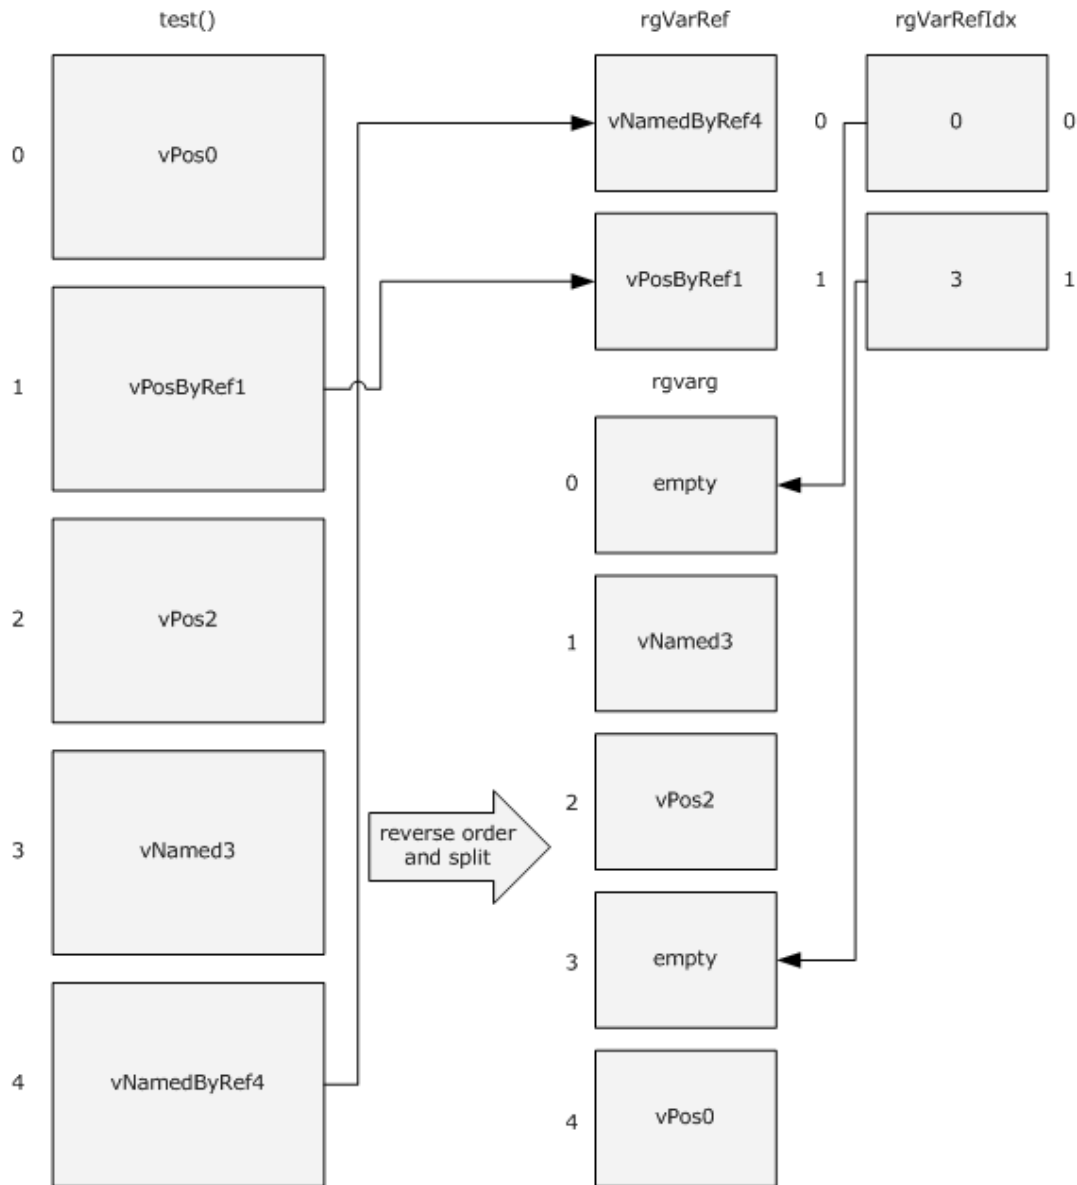 test()
rgVarRef
rgVarRefIdx
0
vPos0
vNamedByRef4
0
0
0
vPosByRef1
1
3
1
1
vPosByRef1
rgvarg
0
empty
2
vPos2
1
vNamed3
3
vNamed3
reverse order
and split
2
vPos2
3
empty
4
vNamedByRef4
4
vPos0